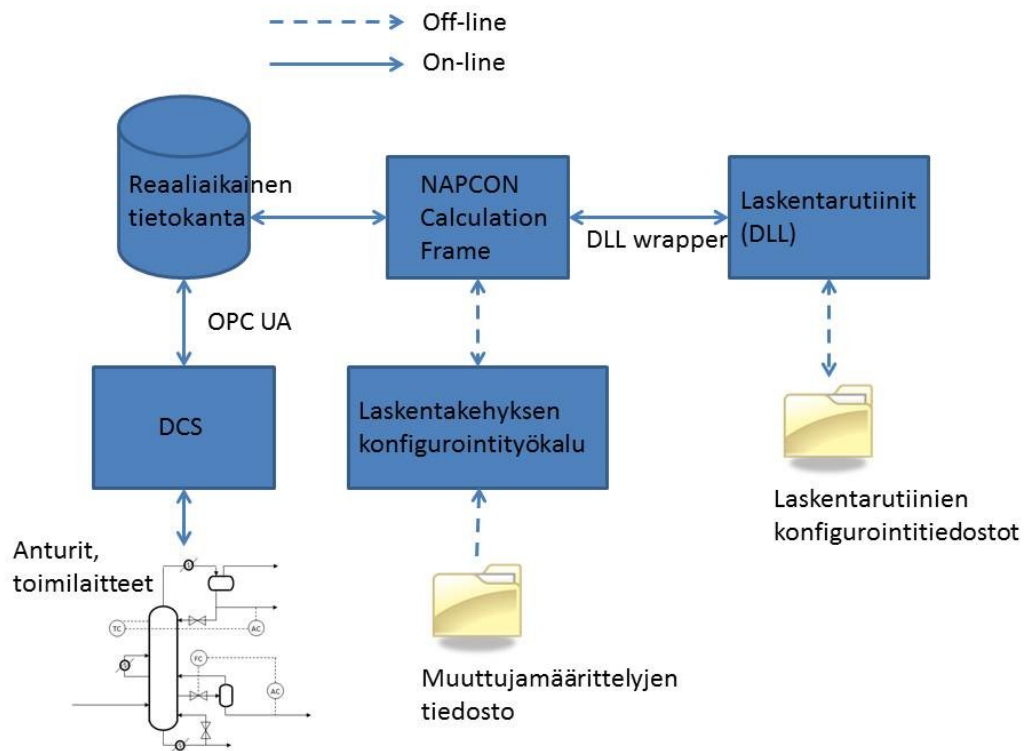 Off-line
On-line
Reaaliaikainen
tietokanta
NAPCON
Calculation
Frame
DLL wrapper
Laskentarutiinit
(DLL)
OPC UA
DCS
Laskentakehyksen
konfigurointityökalu
Laskentarutiinien
konfigurointitiedostot
Anturit,
toimilaitteet
TC
AC
FC
AC
Muuttujamäärittelyjen
tiedosto